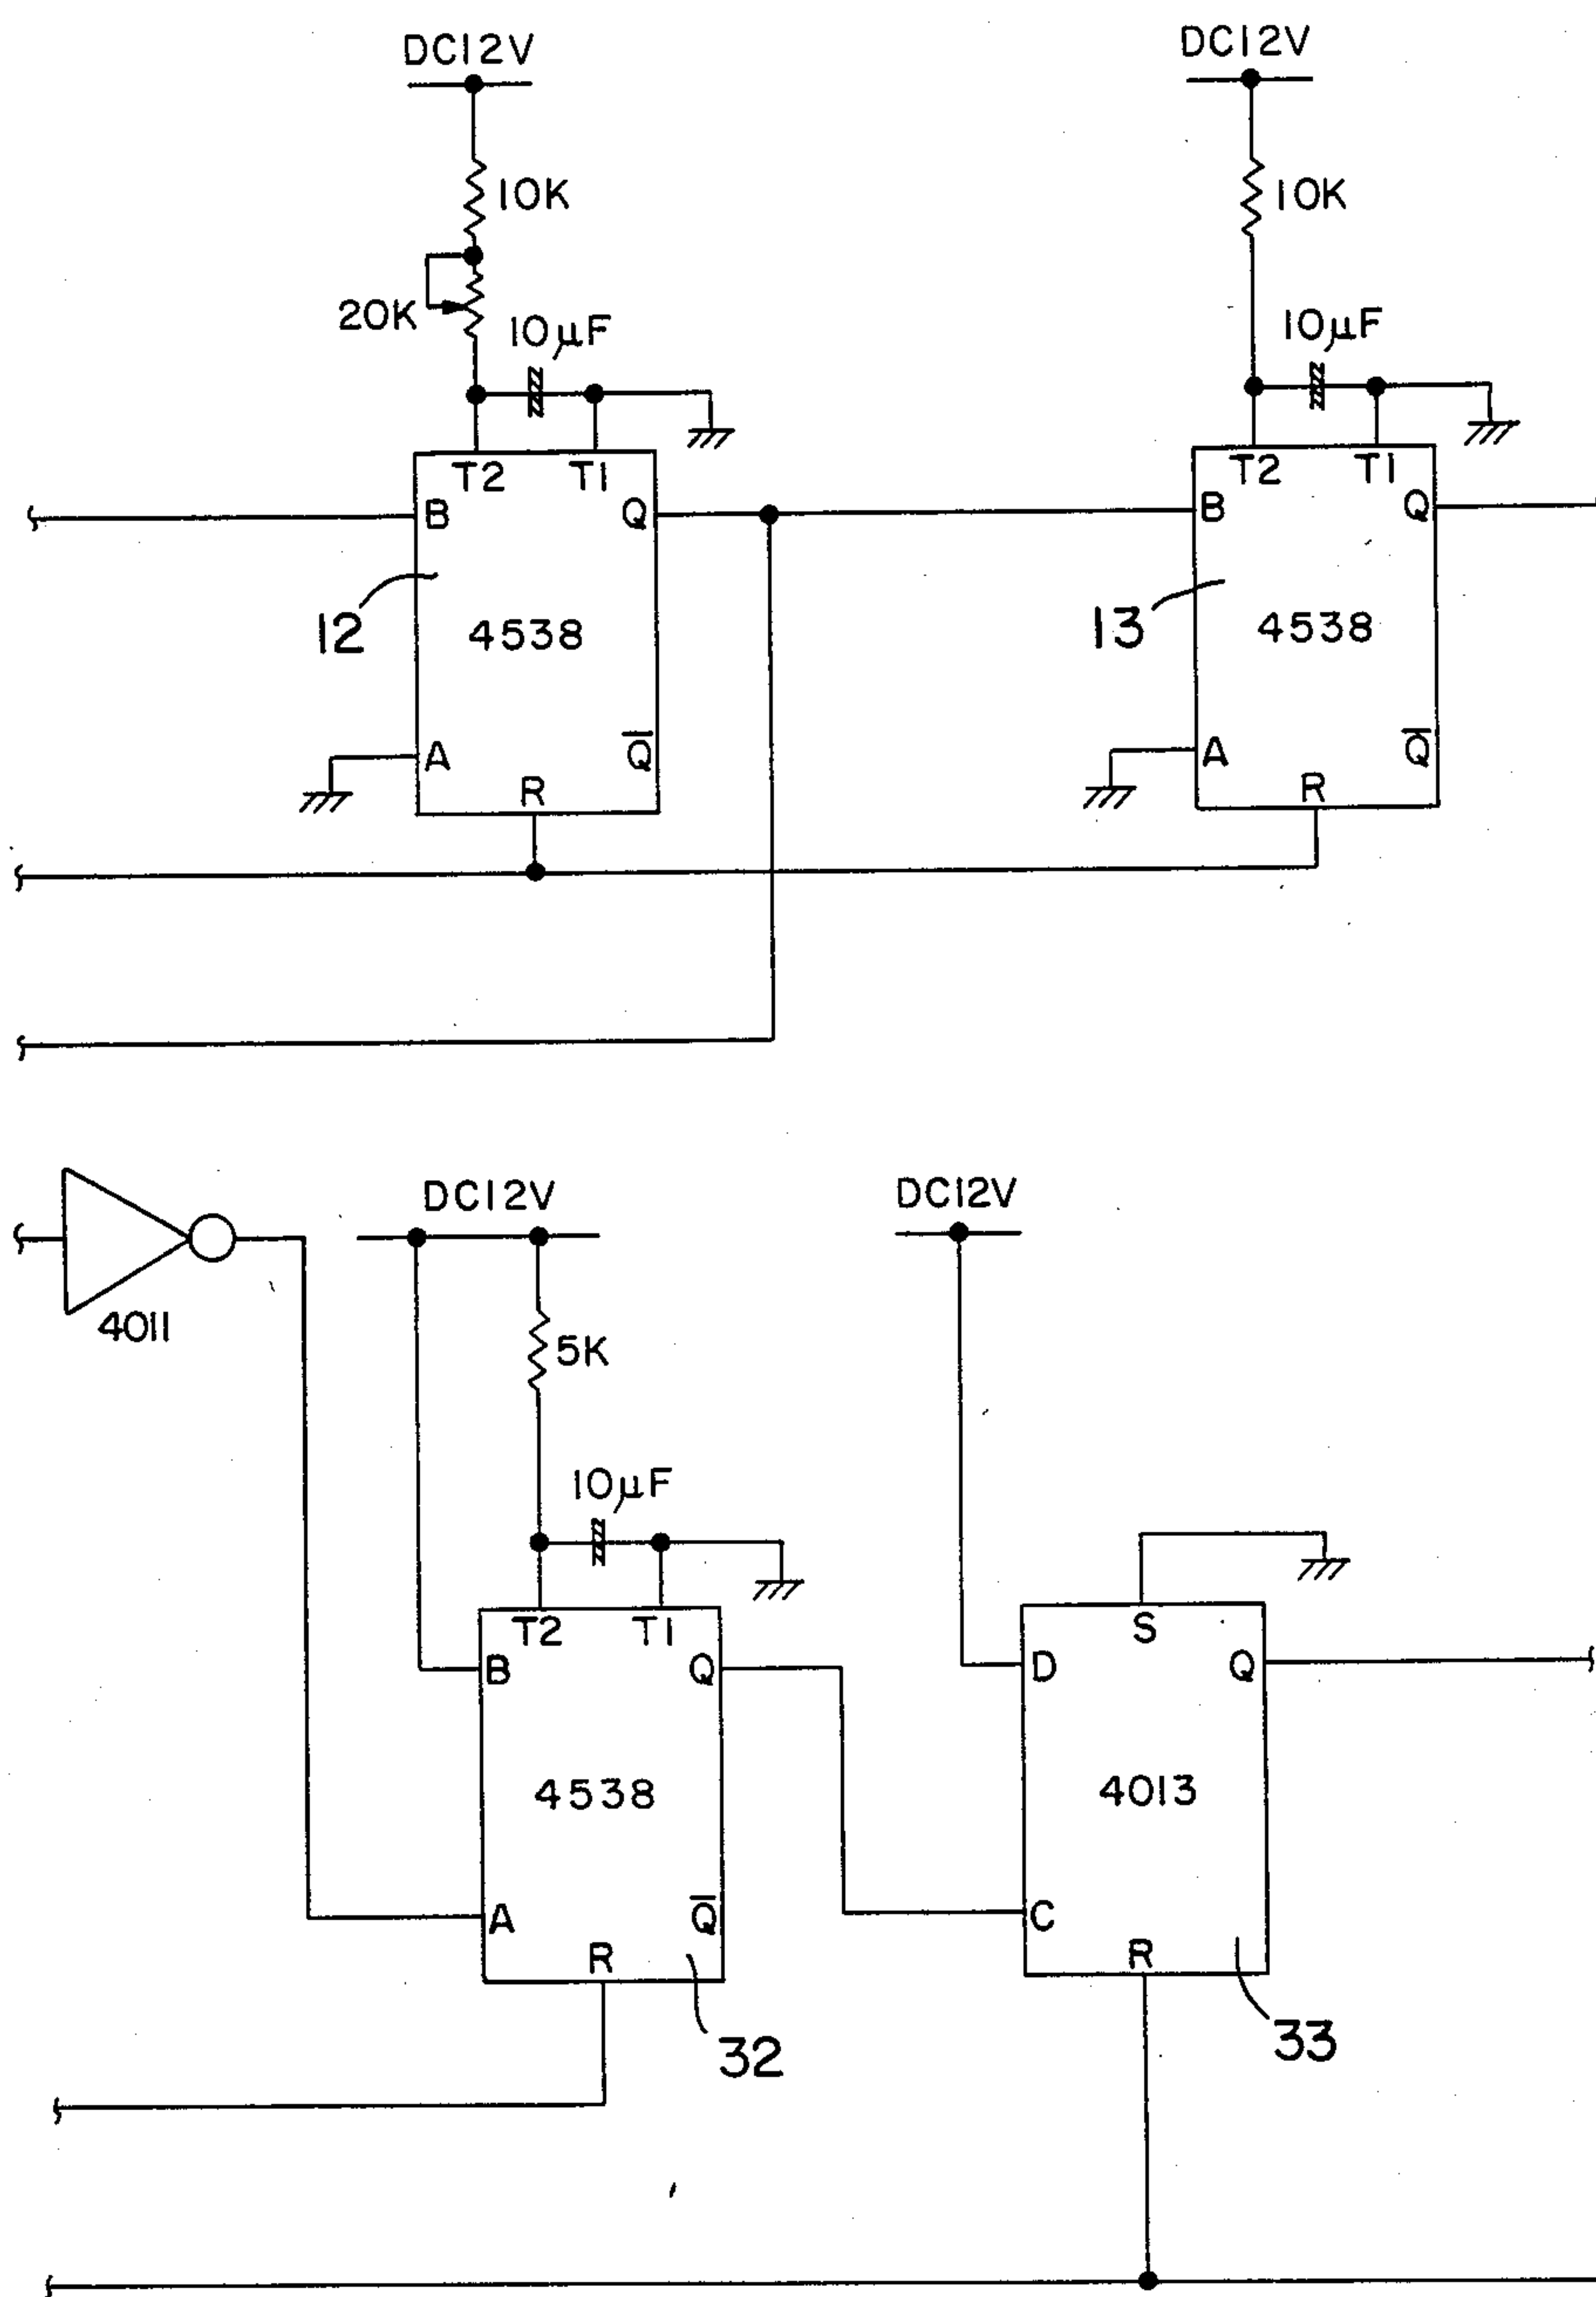 DC12V
DC12V
10K
10K
20K
10µF
10µF
T2 T1
T2 T1
B Q
B Q
12
4538
13
4538
A Q̅
A Q̅
R
R
DC12V
DC12V
4011
5K
10µF
T2 T1
S
B Q
D Q
4538
4013
A Q̅
C
R
R
32
33